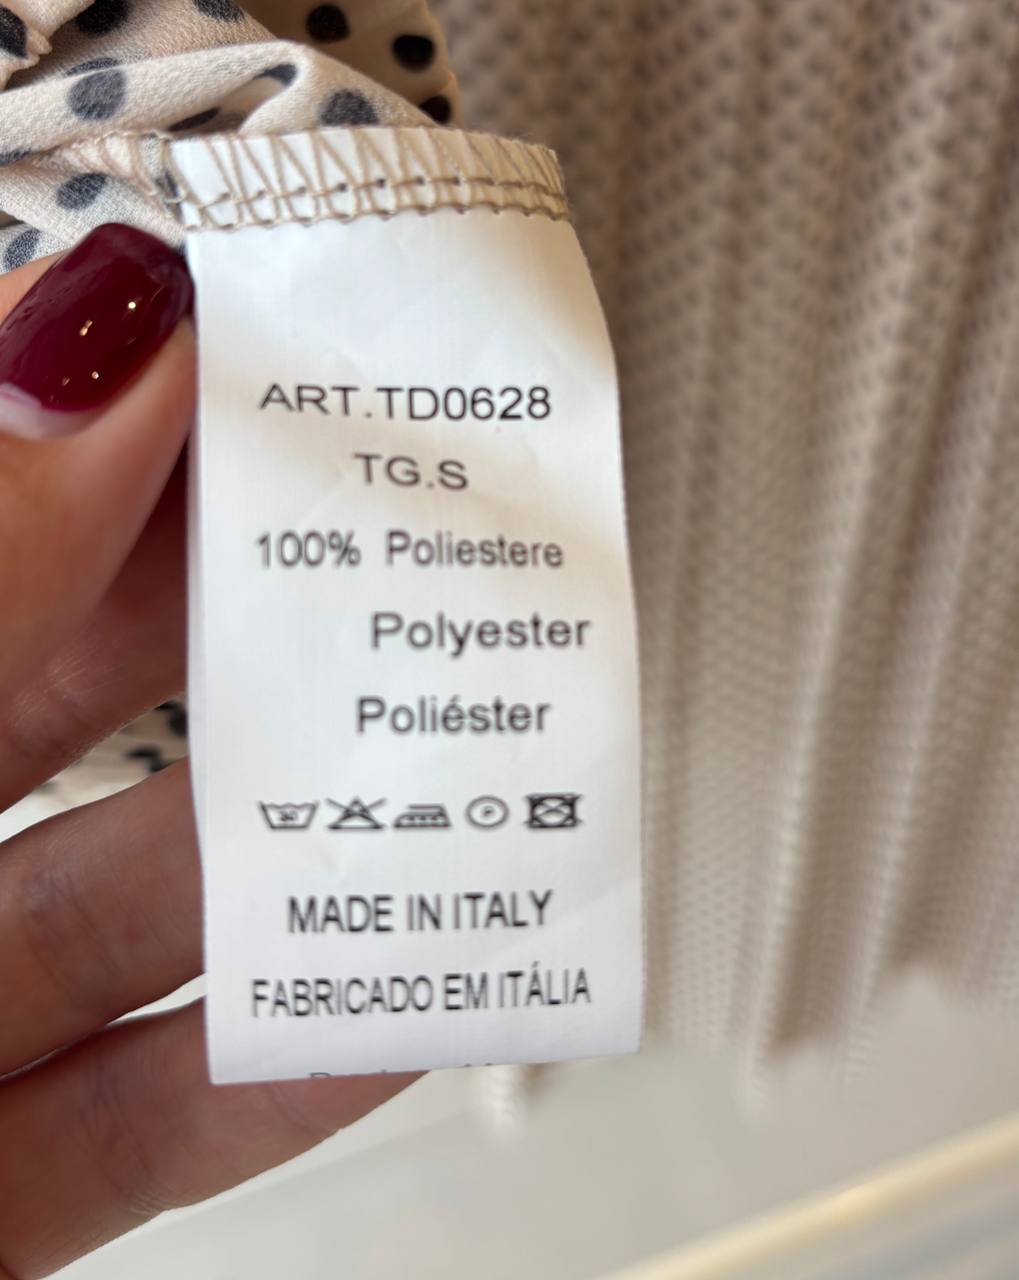 ART.TD0628
TG.S
100% Poliestere
Polyester
Poliéster
MADE IN ITALY
FABRICADO EM ITÁLIA